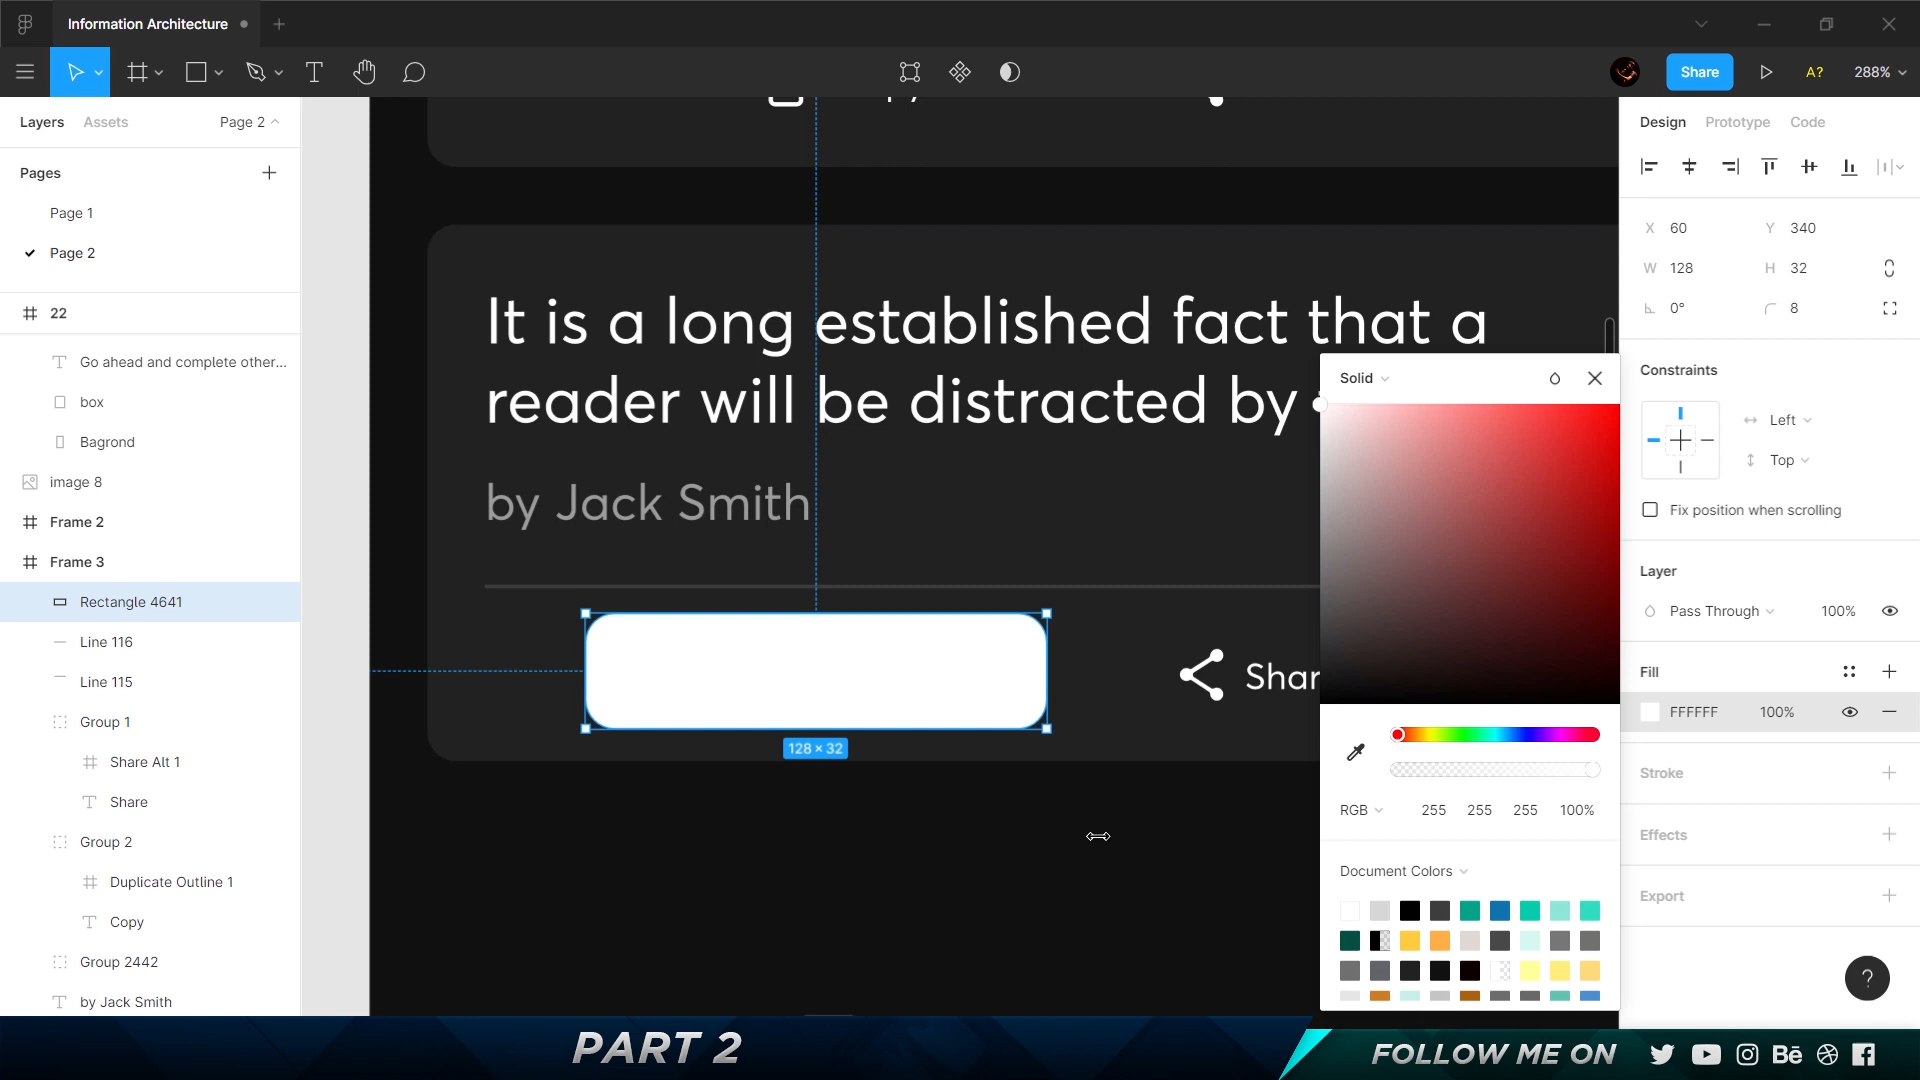 Information Architecture
Share
A?
288%
Layers
Assets
Page 2
Pages
Page 1
Page 2
22
Go ahead and complete other...
box
Bagrond
image 8
Frame 2
Frame 3
Rectangle 4641
Line 116
Line 115
Group 1
Share Alt 1
Share
Group 2
Duplicate Outline 1
Copy
Group 2442
by Jack Smith
It is a long established fact that a
reader will be distracted by
by Jack Smith
128 × 32
Shar
Solid
RGB 255 255 255 100%
Document Colors
Design Prototype Code
X 60 Y 340
W 128 H 32
0° 8
Constraints
Left
Top
Fix position when scrolling
Layer
Pass Through 100%
Fill
FFFFFF 100%
Stroke
Effects
Export
?
PART 2
FOLLOW ME ON
Bē